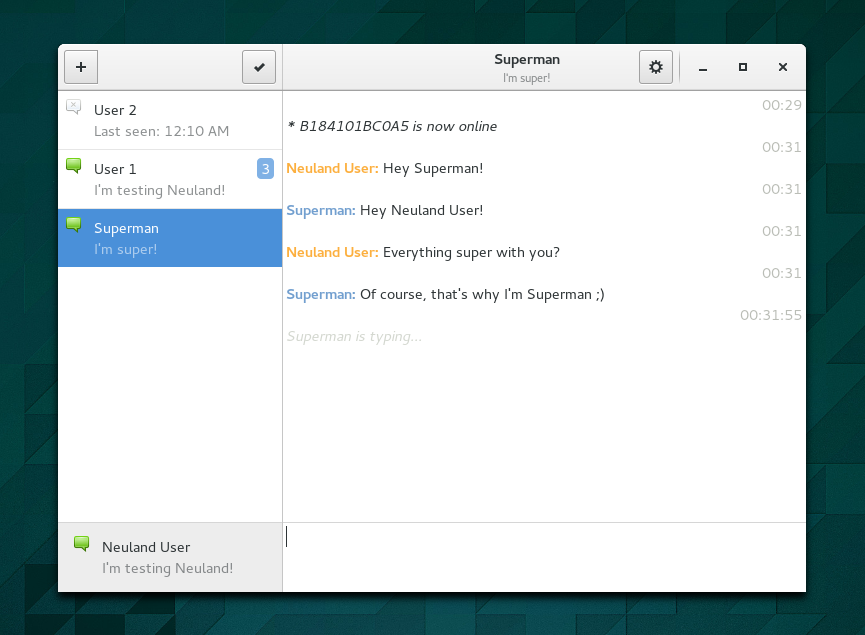 Superman
I'm super!
User 2
Last seen: 12:10 AM
User 1
3
I'm testing Neuland!
Superman
I'm super!
Neuland User
I'm testing Neuland!
00:29
* B184101BC0A5 is now online
00:31
Neuland User: Hey Superman!
00:31
Superman: Hey Neuland User!
00:31
Neuland User: Everything super with you?
00:31
Superman: Of course, that's why I'm Superman ;)
00:31:55
Superman is typing...